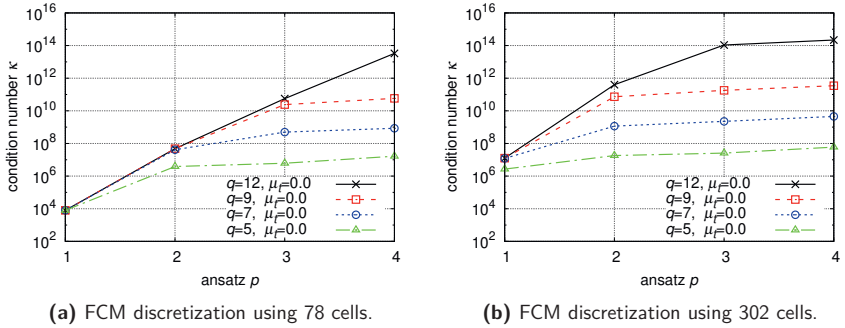 condition number κ
10^16
10^14
10^12
10^10
10^8
10^6
10^4
10^2
q=12, μ_f=0.0
q=9, μ_f=0.0
q=7, μ_f=0.0
q=5, μ_f=0.0
1 2 3 4
ansatz p
(a) FCM discretization using 78 cells.
condition number κ
10^16
10^14
10^12
10^10
10^8
10^6
10^4
10^2
q=12, μ_f=0.0
q=9, μ_f=0.0
q=7, μ_f=0.0
q=5, μ_f=0.0
1 2 3 4
ansatz p
(b) FCM discretization using 302 cells.